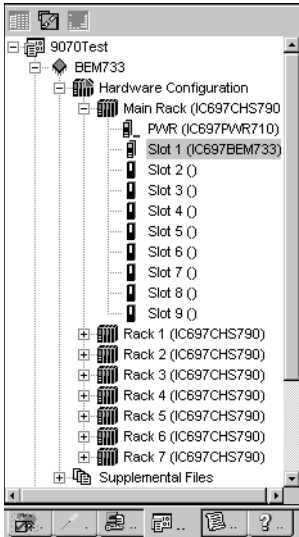 9070Test
BEM733
Hardware Configuration
Main Rack (IC697CHS790
PWR (IC697PWR710)
Slot 1 (IC697BEM733)
Slot 2 ()
Slot 3 ()
Slot 4 ()
Slot 5 ()
Slot 6 ()
Slot 7 ()
Slot 8 ()
Slot 9 ()
Rack 1 (IC697CHS790)
Rack 2 (IC697CHS790)
Rack 3 (IC697CHS790)
Rack 4 (IC697CHS790)
Rack 5 (IC697CHS790)
Rack 6 (IC697CHS790)
Rack 7 (IC697CHS790)
Supplemental Files